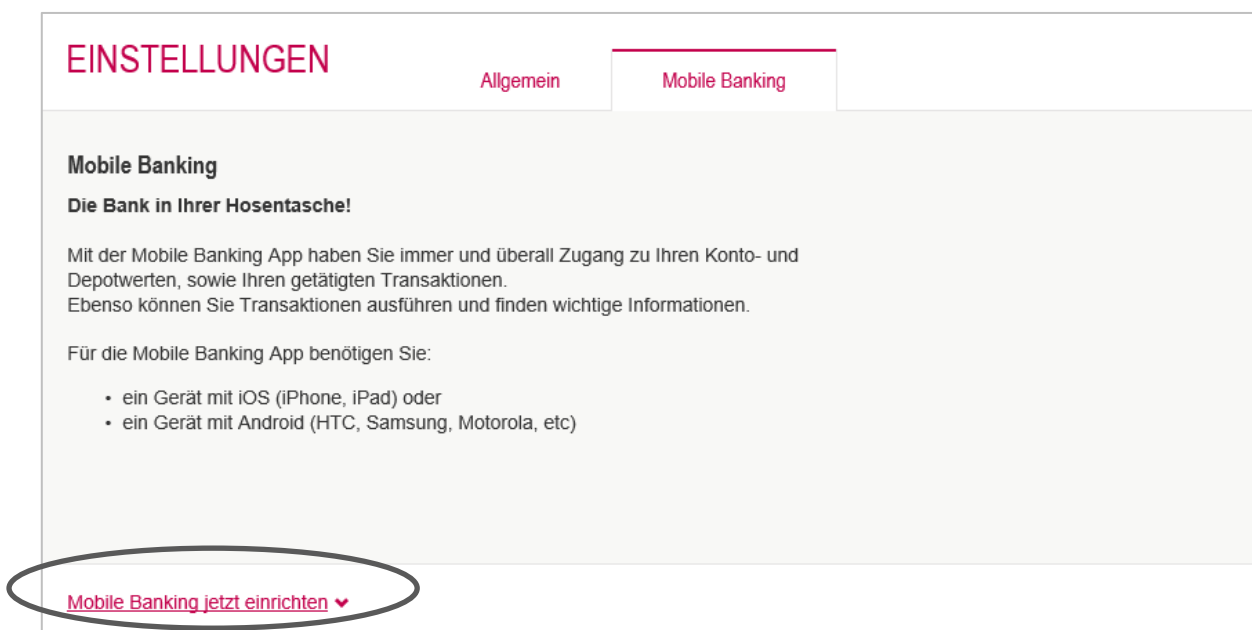 EINSTELLUNGEN
Allgemein
Mobile Banking
Mobile Banking
Die Bank in Ihrer Hosentasche!
Mit der Mobile Banking App haben Sie immer und überall Zugang zu Ihren Konto- und
Depotwerten, sowie Ihren getätigten Transaktionen.
Ebenso können Sie Transaktionen ausführen und finden wichtige Informationen.
Für die Mobile Banking App benötigen Sie:
• ein Gerät mit iOS (iPhone, iPad) oder
• ein Gerät mit Android (HTC, Samsung, Motorola, etc)
Mobile Banking jetzt einrichten